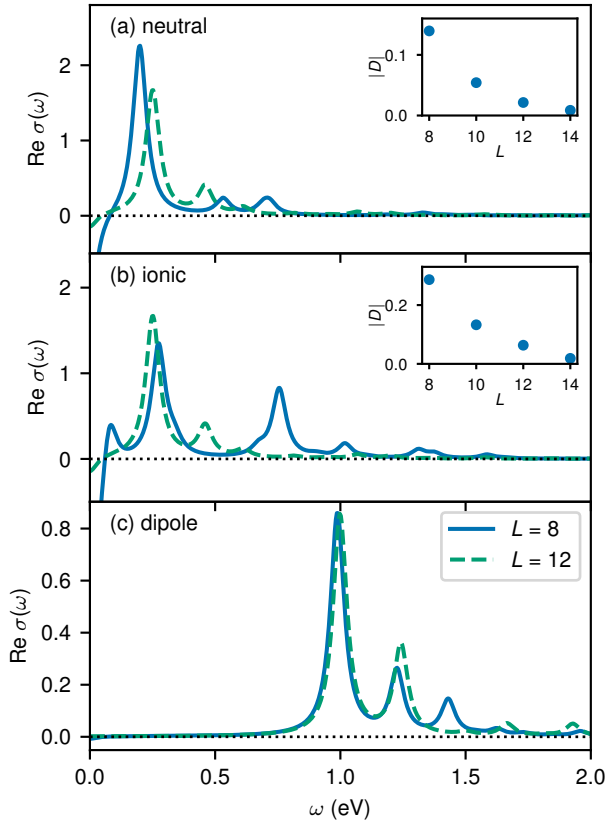 (a) neutral
Re σ(ω)
2
1
0
|D|
0.1
0.0
8 10 12 14
L
(b) ionic
Re σ(ω)
2
1
0
|D|
0.2
0.0
8 10 12 14
L
(c) dipole
Re σ(ω)
0.8
0.6
0.4
0.2
0.0
L = 8
L = 12
0.0 0.5 1.0 1.5 2.0
ω (eV)